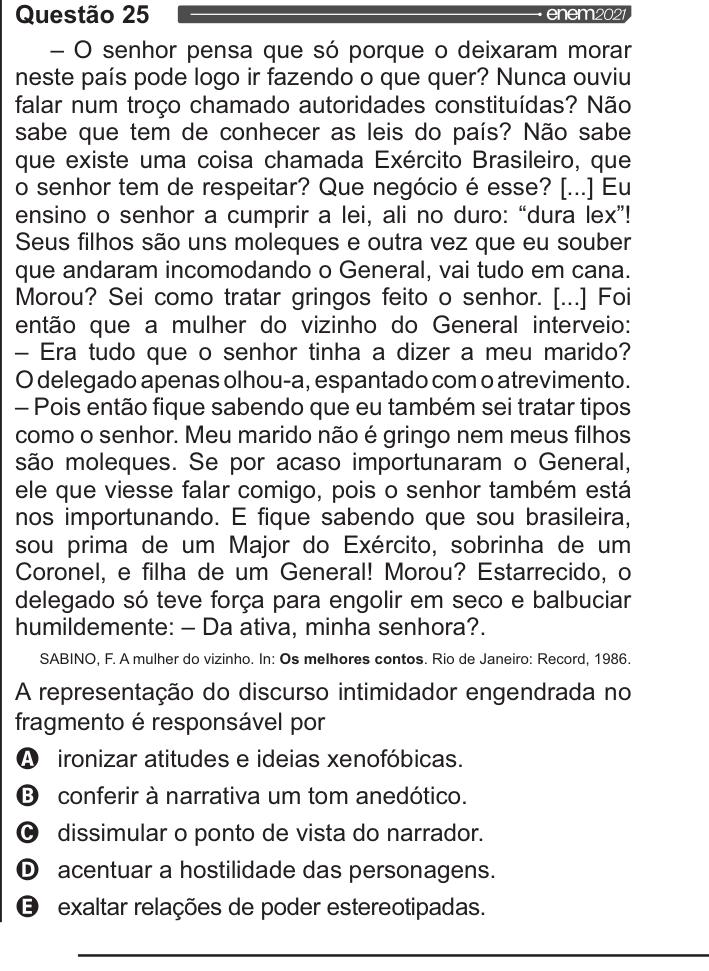 Questão 25
enem2021
– O senhor pensa que só porque o deixaram morar
neste país pode logo ir fazendo o que quer? Nunca ouviu
falar num troço chamado autoridades constituídas? Não
sabe que tem de conhecer as leis do país? Não sabe
que existe uma coisa chamada Exército Brasileiro, que
o senhor tem de respeitar? Que negócio é esse? [...] Eu
ensino o senhor a cumprir a lei, ali no duro: “dura lex”!
Seus filhos são uns moleques e outra vez que eu souber
que andaram incomodando o General, vai tudo em cana.
Morou? Sei como tratar gringos feito o senhor. [...] Foi
então que a mulher do vizinho do General interveio:
– Era tudo que o senhor tinha a dizer a meu marido?
O delegado apenas olhou-a, espantado com o atrevimento.
– Pois então fique sabendo que eu também sei tratar tipos
como o senhor. Meu marido não é gringo nem meus filhos
são moleques. Se por acaso importunaram o General,
ele que viesse falar comigo, pois o senhor também está
nos importunando. E fique sabendo que sou brasileira,
sou prima de um Major do Exército, sobrinha de um
Coronel, e filha de um General! Morou? Estarrecido, o
delegado só teve força para engolir em seco e balbuciar
humildemente: – Da ativa, minha senhora?.
SABINO, F. A mulher do vizinho. In: Os melhores contos. Rio de Janeiro: Record, 1986.
A representação do discurso intimidador engendrada no
fragmento é responsável por
A ironizar atitudes e ideias xenofóbicas.
B conferir à narrativa um tom anedótico.
C dissimular o ponto de vista do narrador.
D acentuar a hostilidade das personagens.
E exaltar relações de poder estereotipadas.